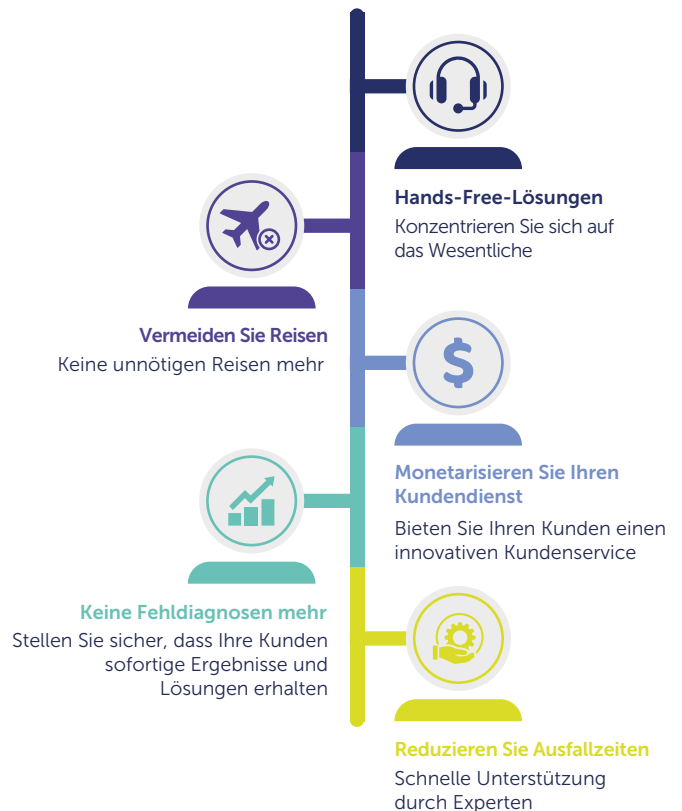 Hands-Free-Lösungen
Konzentrieren Sie sich auf
das Wesentliche
Vermeiden Sie Reisen
Keine unnötigen Reisen mehr
Monetarisieren Sie Ihren
Kundendienst
Bieten Sie Ihren Kunden einen
innovativen Kundenservice
Keine Fehldiagnosen mehr
Stellen Sie sicher, dass Ihre Kunden
sofortige Ergebnisse und
Lösungen erhalten
Reduzieren Sie Ausfallzeiten
Schnelle Unterstützung
durch Experten